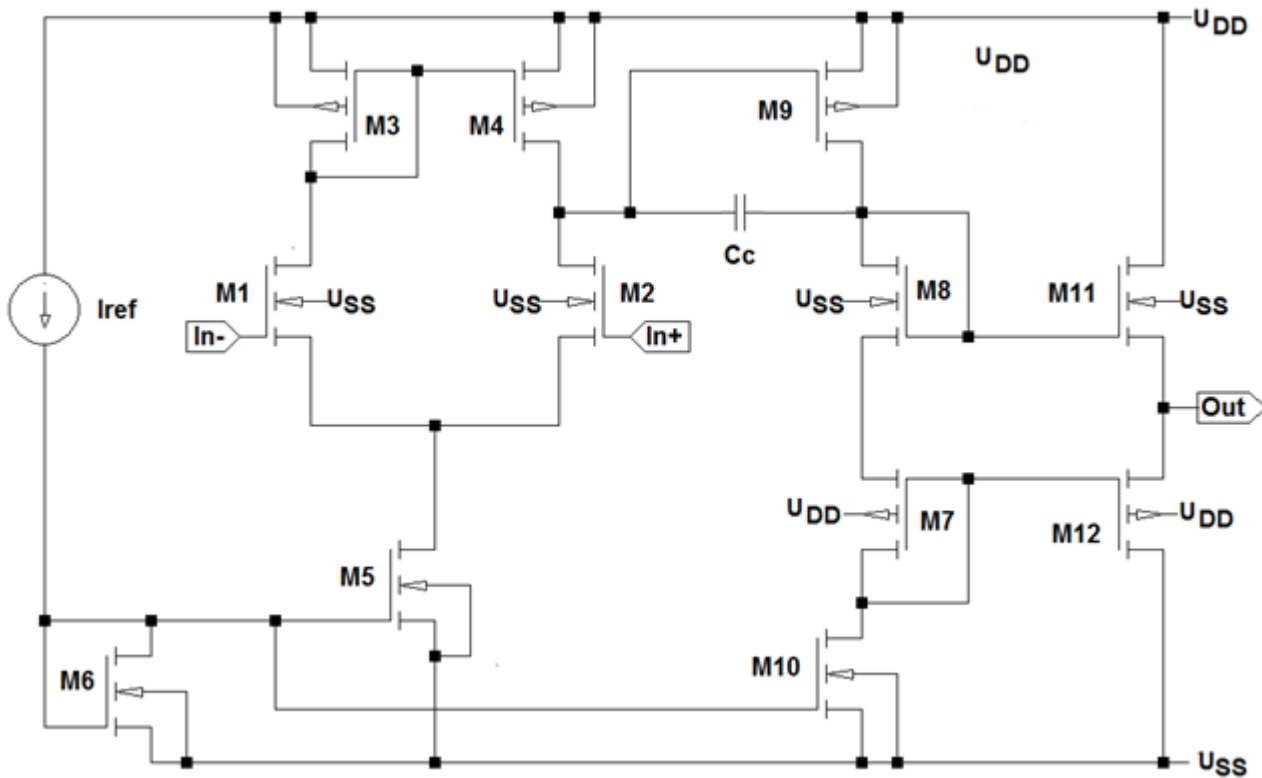 UDD
UDD
M3
M4
M9
Cc
Iref
M1
USS
USS
M2
USS
M8
M11
USS
In-
In+
Out
UDD
M7
M12
UDD
M5
M6
M10
USS